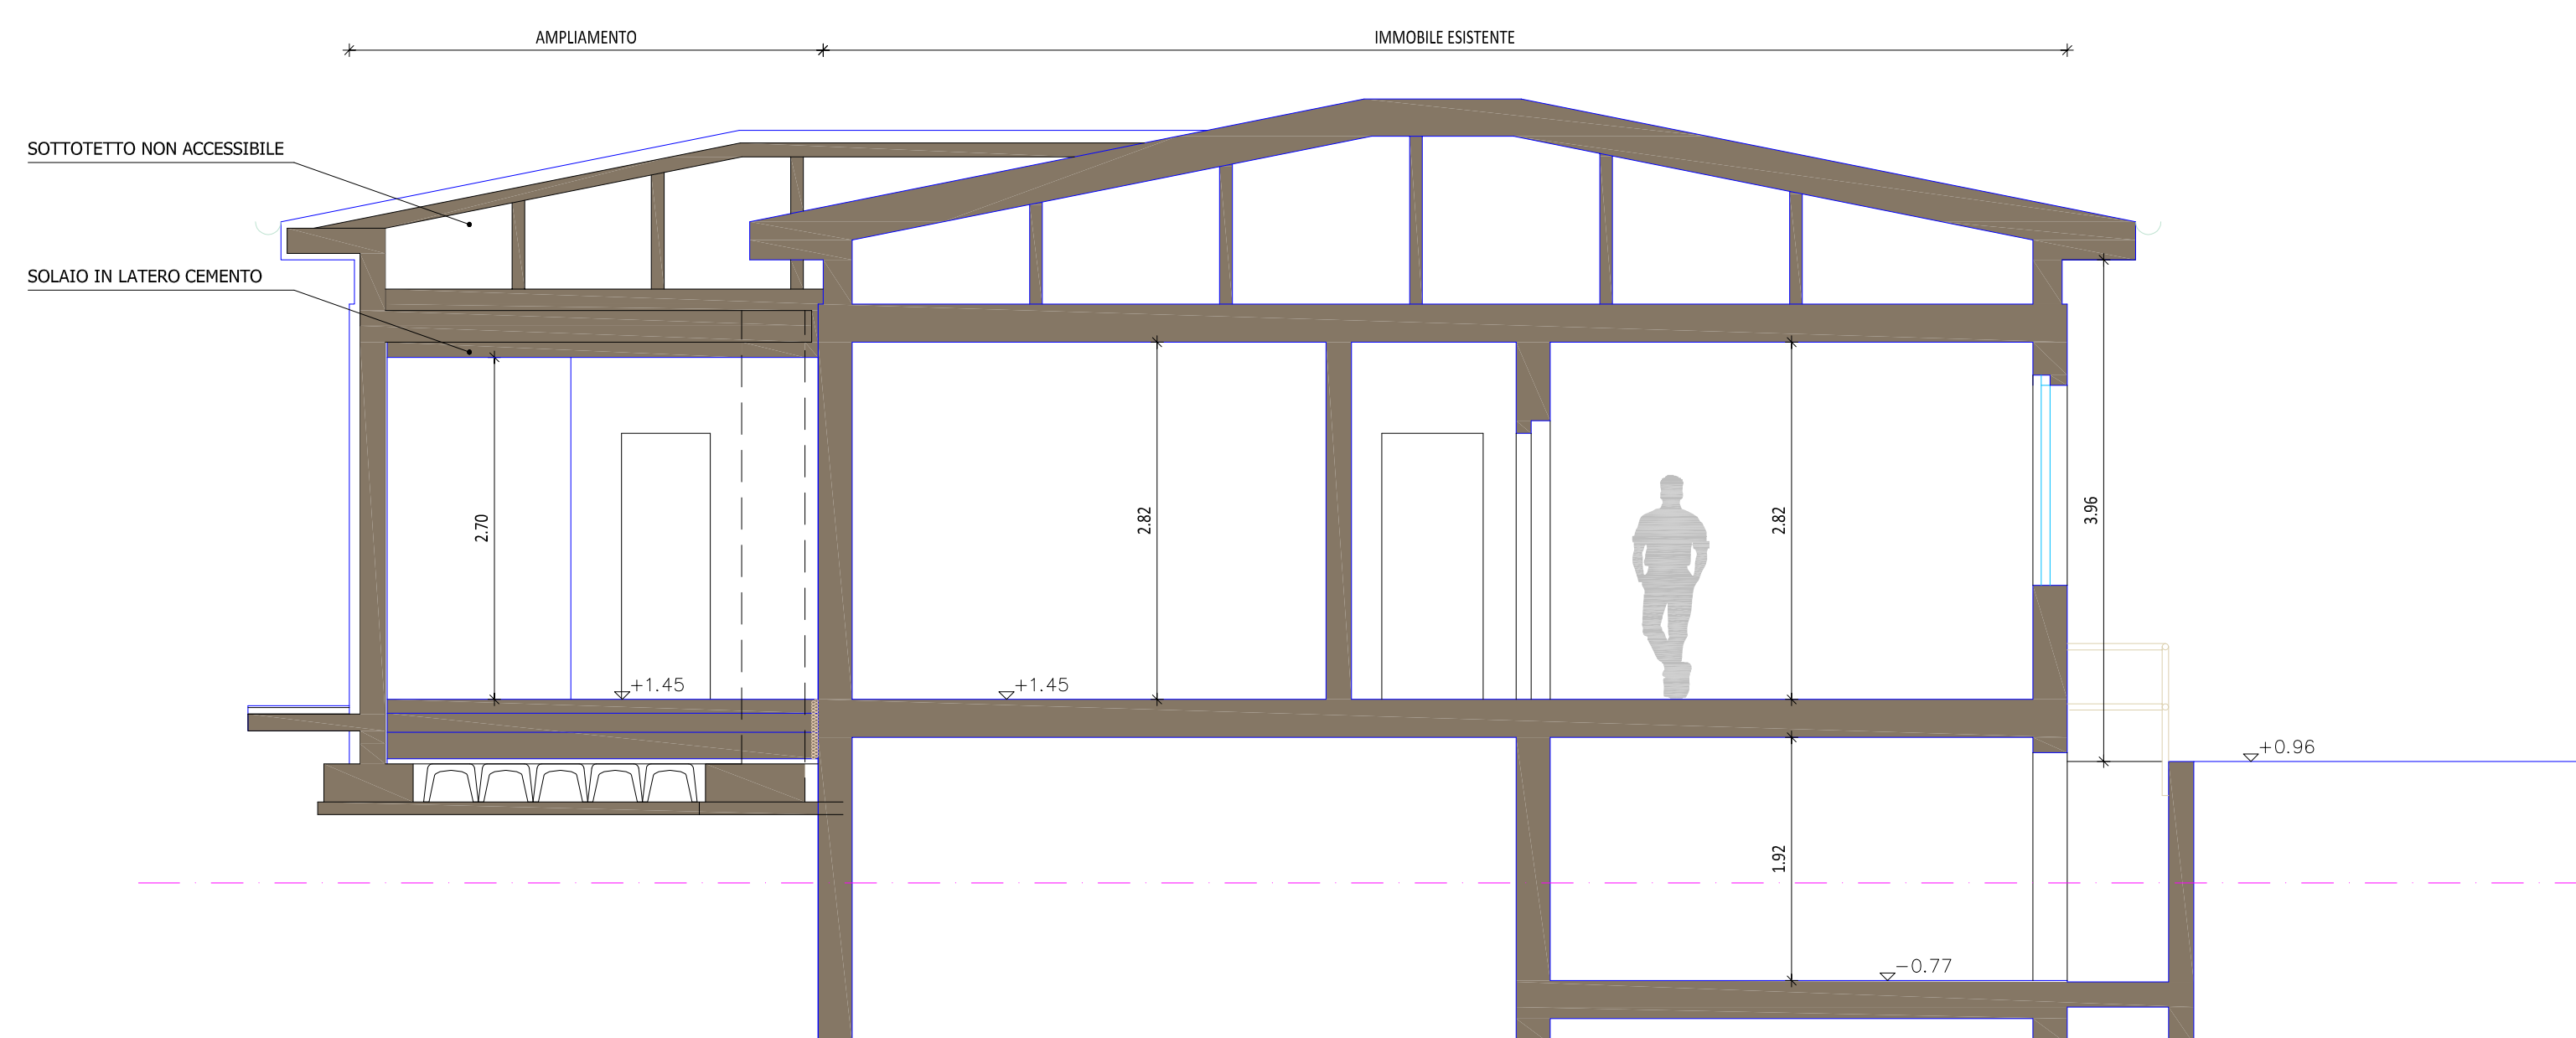 AMPLIAMENTO
IMMOBILE ESISTENTE
SOTTOTETTO NON ACCESSIBILE
SOLAIO IN LATERO CEMENTO
2.70
2.82
2.82
3.96
+1.45
+1.45
+0.96
1.92
-0.77